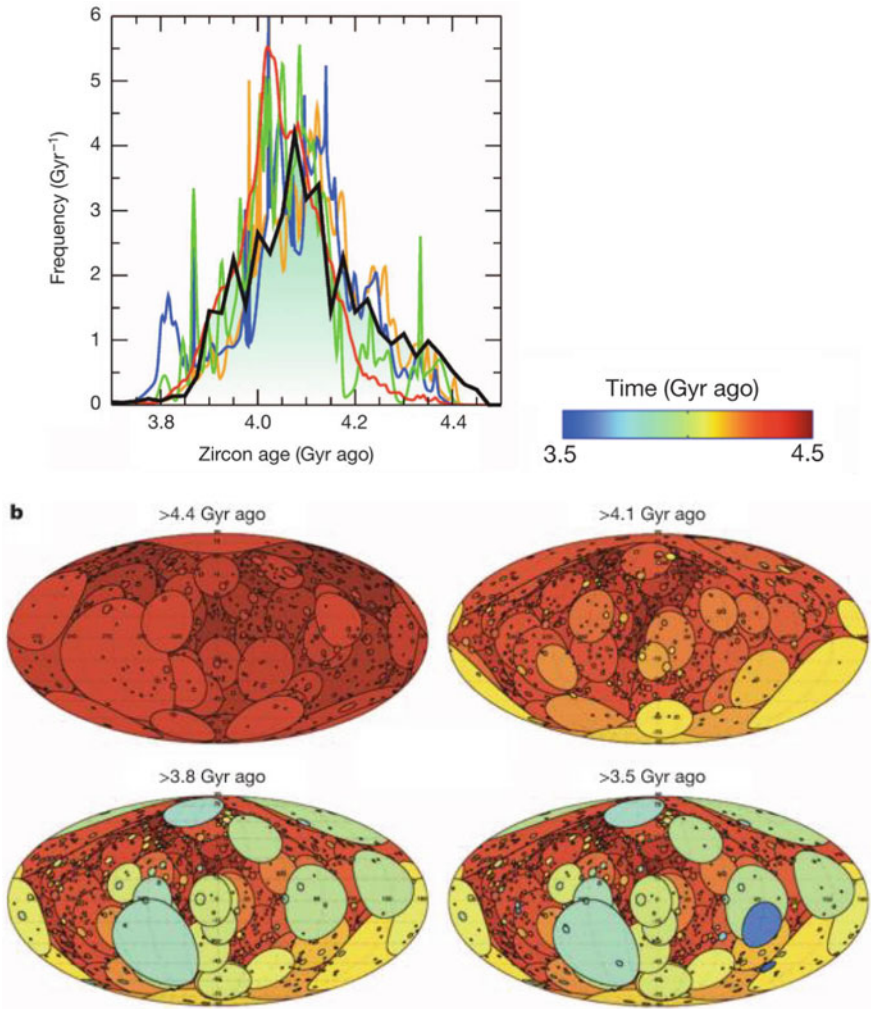 6
5
4
3
2
1
0
Frequency (Gyr⁻¹)
3.8 4.0 4.2 4.4
Zircon age (Gyr ago)
Time (Gyr ago)
3.5 4.5
b
>4.4 Gyr ago >4.1 Gyr ago
>3.8 Gyr ago >3.5 Gyr ago